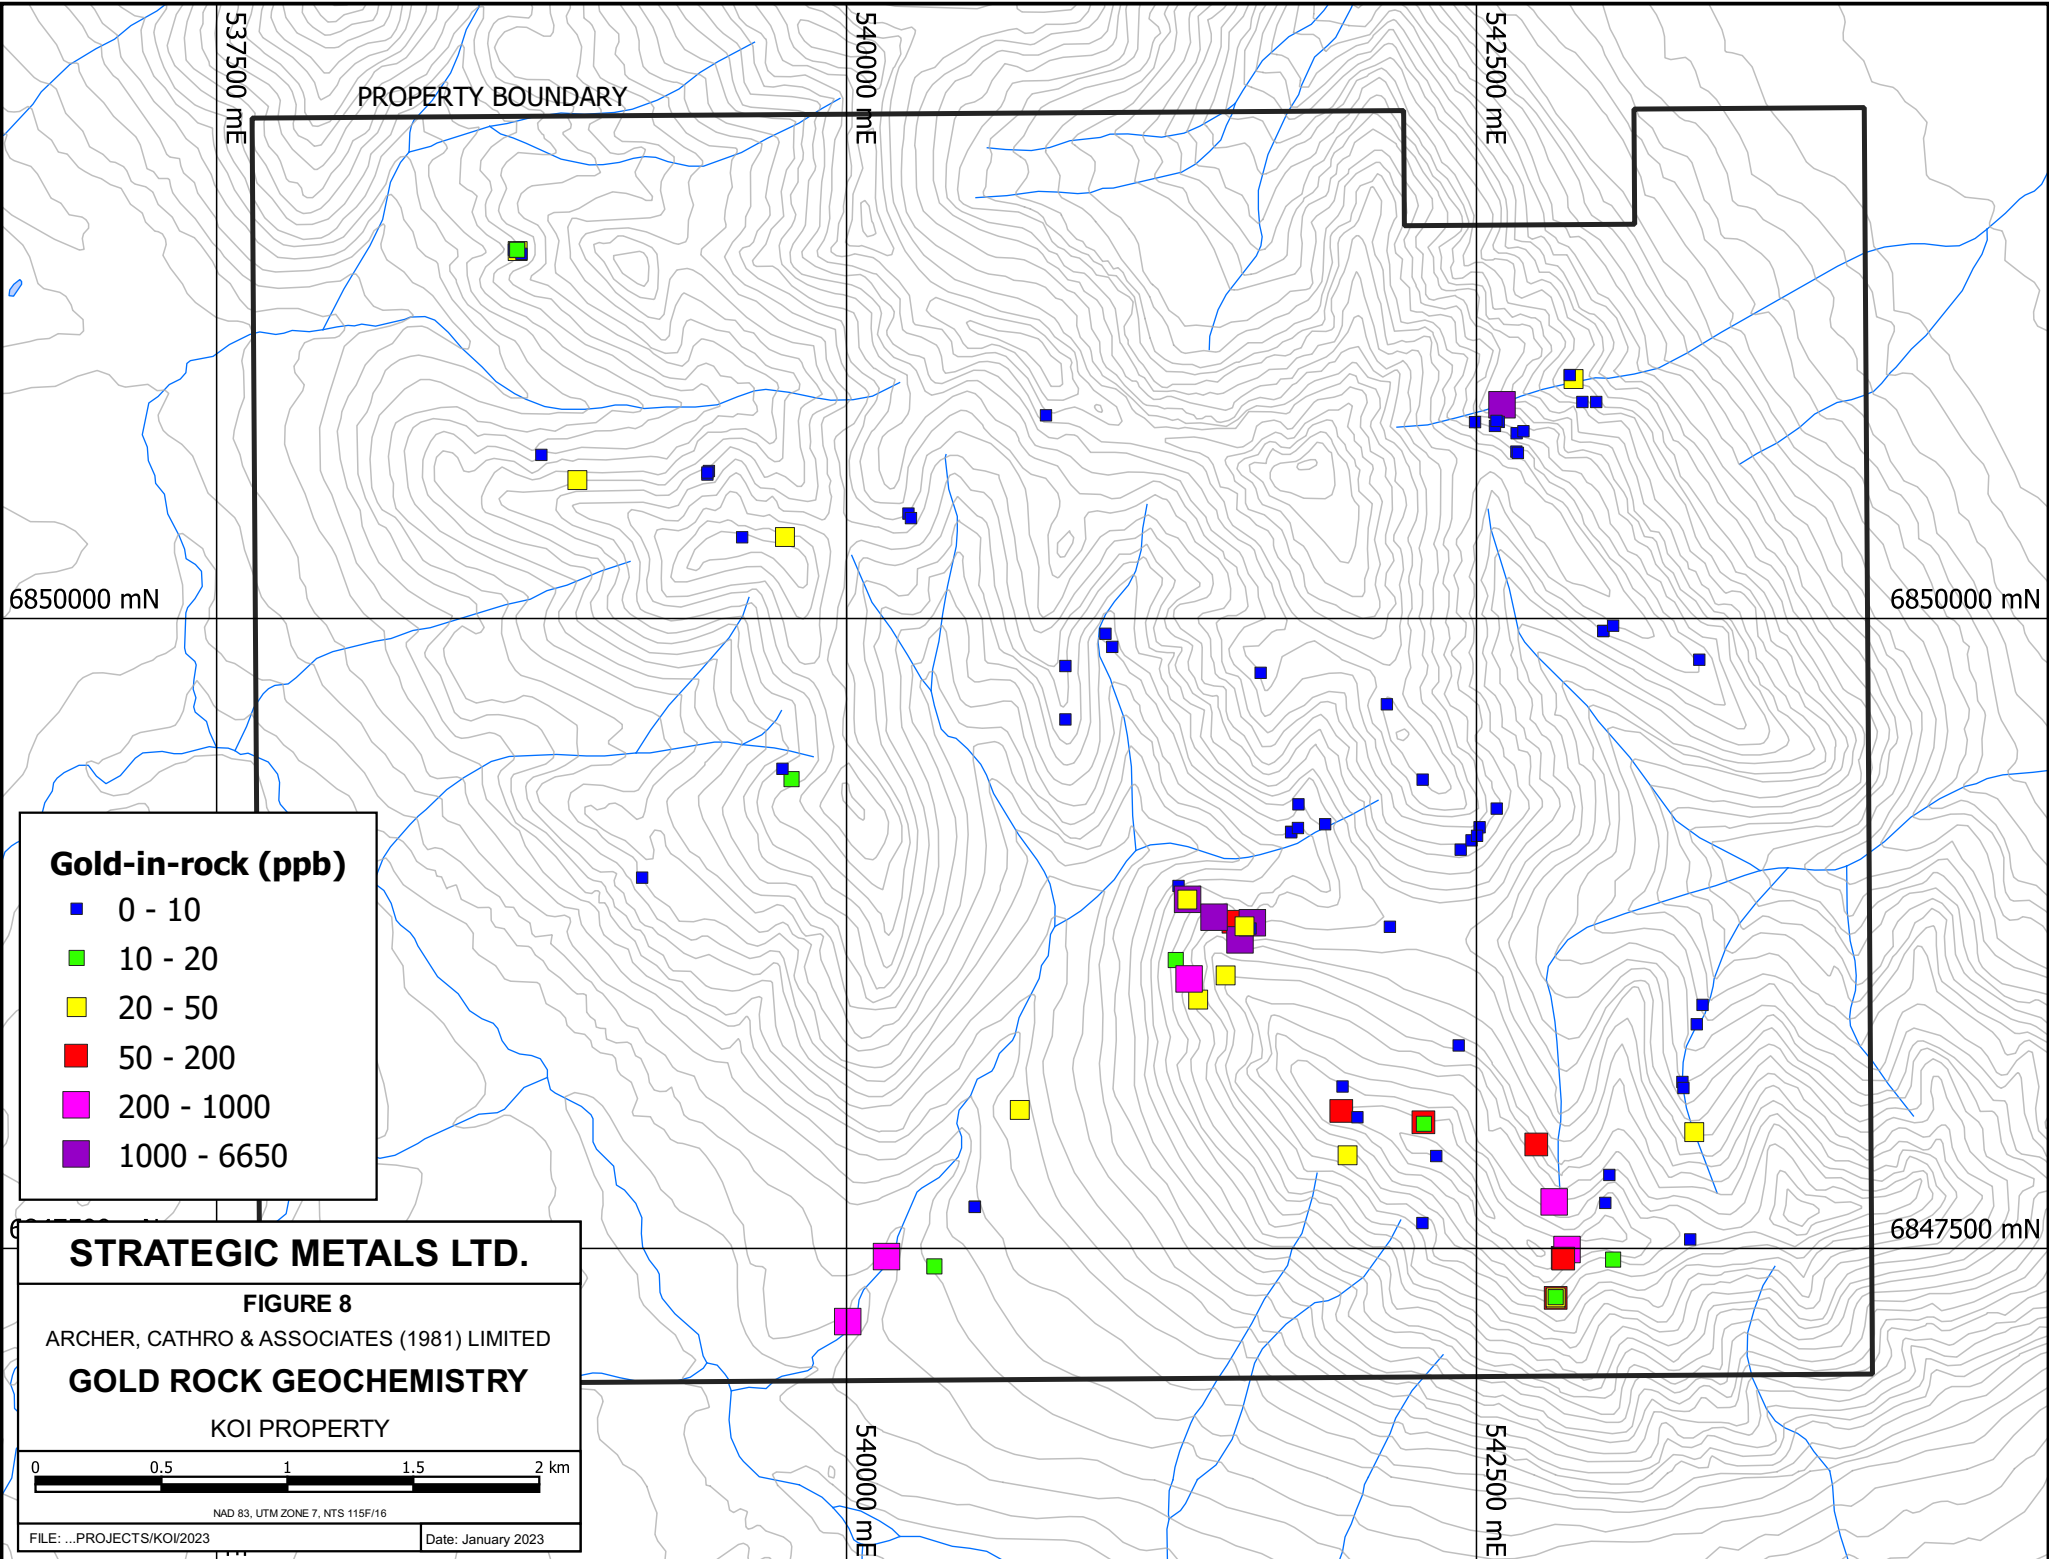 537500 mE
540000 mE
542500 mE
PROPERTY BOUNDARY
6850000 mN
6850000 mN
Gold-in-rock (ppb)
0 - 10
10 - 20
20 - 50
50 - 200
200 - 1000
1000 - 6650
6847500 mN
STRATEGIC METALS LTD.
FIGURE 8
ARCHER, CATHRO & ASSOCIATES (1981) LIMITED
GOLD ROCK GEOCHEMISTRY
KOI PROPERTY
0 0.5 1 1.5 2 km
NAD 83, UTM ZONE 7, NTS 115F/16
FILE: ...PROJECTS/KOI/2023
Date: January 2023
540000 mE
542500 mE